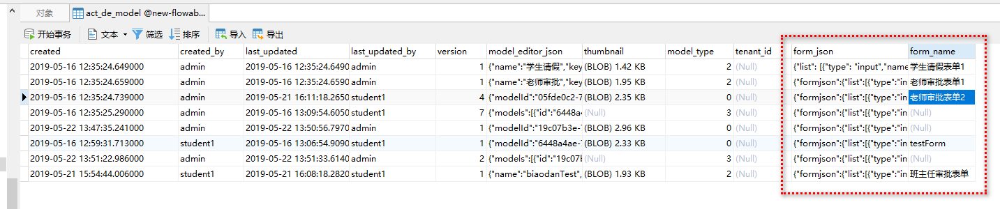 对象 act_de_model @new-flowab...
开始事务 文本 筛选 排序 导入 导出
created created_by last_updated last_updated_by version model_editor_json thumbnail model_type tenant_id form_json form_name
2019-05-16 12:35:24.649000 admin 2019-05-16 12:35:24.6490 admin 1 {"name":"学生请假","key (BLOB) 1.42 KB 2 (Null) {"list": [{"type": "input","name 学生请假表单1
2019-05-16 12:35:24.659000 admin 2019-05-16 12:35:24.6590 admin 1 {"name":"老师审批","key (BLOB) 1.95 KB 2 (Null) {"formjson":{"list":[{"type":"in 老师审批表单1
2019-05-16 12:35:24.739000 admin 2019-05-21 16:11:18.2650 student1 4 {"modelId":"05fde0c2-7 (BLOB) 2.35 KB 0 (Null) {"formjson":{"list":[{"type":"in 老师审批表单2
2019-05-16 12:35:25.290000 admin 2019-05-16 13:09:54.6050 student1 7 {"models":[{"id":"6448a4 (Null) 3 (Null) {"formjson":{"list":[{"type":"in (Null)
2019-05-22 13:47:35.241000 admin 2019-05-22 13:50:56.7970 admin 1 {"modelId":"19c07b3e-7 (BLOB) 2.96 KB 0 (Null) {"formjson":{"list":[{"type":"in (Null)
2019-05-16 12:59:31.713000 student1 2019-05-16 13:06:54.9090 student1 1 {"modelId":"6448a4ae-7 (BLOB) 2.33 KB 0 (Null) {"formjson":{"list":[{"type":"in testForm
2019-05-22 13:51:22.986000 admin 2019-05-22 13:51:33.6140 admin 2 {"models":[{"id":"19c07b (Null) 3 (Null) {"formjson":{"list":[{"type":"in (Null)
2019-05-21 15:54:44.006000 student1 2019-05-21 16:08:18.2820 student1 1 {"name":"biaodanTest", (BLOB) 1.93 KB 2 (Null) {"formjson":{"list":[{"type":"in 班主任审批表单